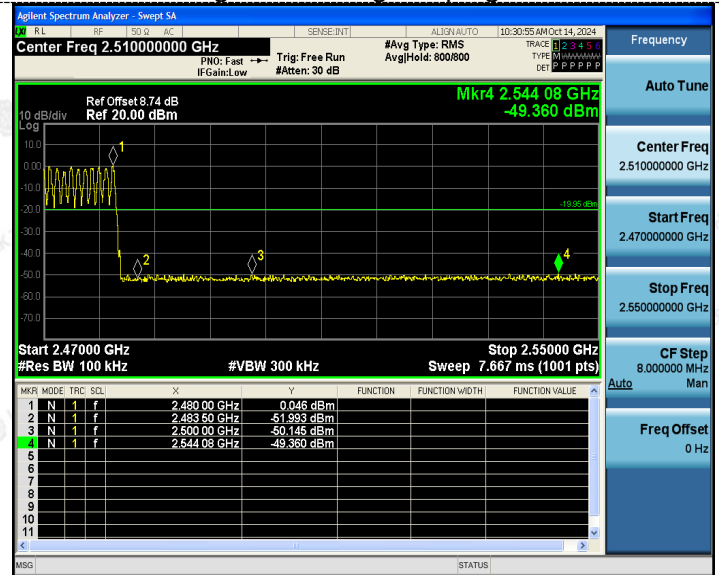 Agilent Spectrum Analyzer - Swept SA
LXI RL RF 50 Ω AC SENSE:INT ALIGN AUTO 10:30:55 AM Oct 14, 2024
Center Freq 2.510000000 GHz #Avg Type: RMS TRACE 1 2 3 4 5 6
PNO: Fast Trig: Free Run Avg|Hold: 800/800 TYPE M WWWWW
IFGain:Low #Atten: 30 dB DET P P P P P P
Mkr4 2.544 08 GHz
Ref Offset 8.74 dB
10 dB/div Ref 20.00 dBm -49.360 dBm
Log
10.0
0.00
-10.0
-20.0
-30.0
-40.0
-50.0
-60.0
-70.0
1
-19.95 dBm
2
3
4
Start 2.47000 GHz Stop 2.55000 GHz
#Res BW 100 kHz #VBW 300 kHz Sweep 7.667 ms (1001 pts)
MKR MODE TRC SCL X Y FUNCTION FUNCTION WIDTH FUNCTION VALUE
1 N 1 f 2.480 00 GHz 0.046 dBm
2 N 1 f 2.483 50 GHz -51.993 dBm
3 N 1 f 2.500 00 GHz -50.145 dBm
4 N 1 f 2.544 08 GHz -49.360 dBm
5
6
7
8
9
10
11
MSG STATUS
Frequency
Auto Tune
Center Freq
2.510000000 GHz
Start Freq
2.470000000 GHz
Stop Freq
2.550000000 GHz
CF Step
8.000000 MHz
Auto Man
Freq Offset
0 Hz